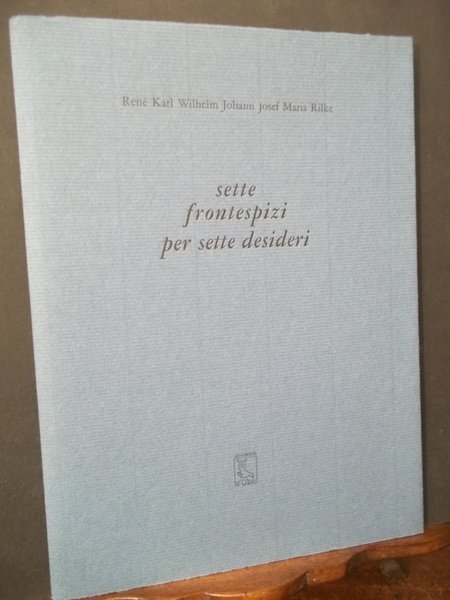 René Karl Wilhelm Johann Josef Maria Rilke
sette
frontespizi
per sette desideri